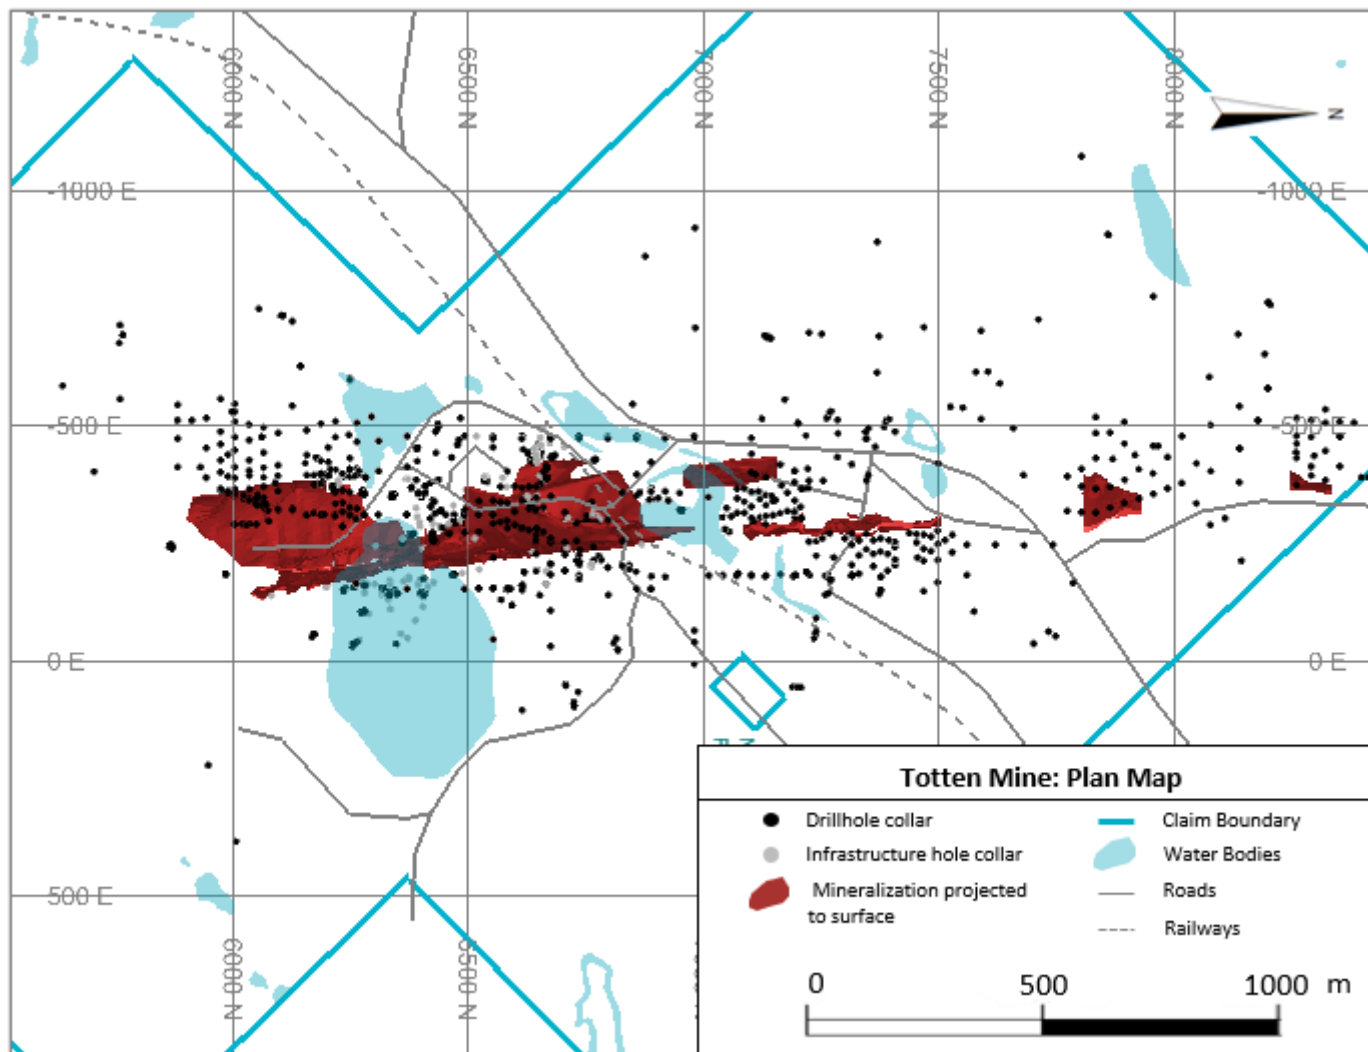 6000 N
6500 N
7000 N
7500 N
8000 N
N
-1000 E
-1000 E
-500 E
-500 E
0 E
0 E
500 E
6000 N
6500 N
Totten Mine: Plan Map
Drillhole collar
Claim Boundary
Infrastructure hole collar
Water Bodies
Mineralization projected
to surface
Roads
Railways
0
500
1000 m